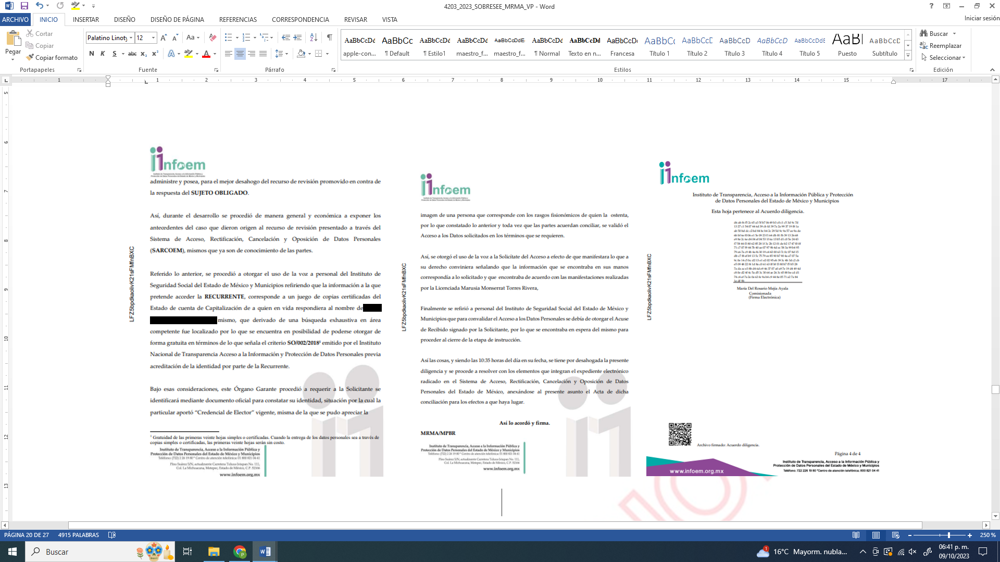 4203_2023_SOBRESEE_MRMA_VP - Word
Iniciar sesión
ARCHIVO INICIO INSERTAR DISEÑO DISEÑO DE PÁGINA REFERENCIAS CORRESPONDENCIA REVISAR VISTA
Pegar
Cortar
Copiar
Copiar formato
Portapapeles
Palatino Linoty 12
Fuente
Párrafo
apple-con... ¶ Default ¶ Estilo1 maestro_f... maestro_f... ¶ Normal Texto en n... Francesa Título 1 Título 2 Título 3 Título 4 Título 5 Puesto Subtítulo
Estilos
Buscar
Reemplazar
Seleccionar
Edición
infoem
Instituto de Transparencia, Acceso a la Información Pública y
Protección de Datos Personales del Estado de México y Municipios
administre y posea, para el mejor desahogo del recurso de revisión promovido en contra de
la respuesta del SUJETO OBLIGADO.
Así, durante el desarrollo se procedió de manera general y económica a exponer los
antecedentes del caso que dieron origen al recurso de revisión presentado a través del
Sistema de Acceso, Rectificación, Cancelación y Oposición de Datos Personales
(SARCOEM), mismos que ya son de conocimiento de las partes.
Referido lo anterior, se procedió a otorgar el uso de la voz a personal del Instituto de
Seguridad Social del Estado de México y Municipios refiriendo que la información a la que
pretende acceder la RECURRENTE, corresponde a un juego de copias certificadas del
Estado de cuenta de Capitalización de a quien en vida respondiera al nombre de
mismo, que derivado de una búsqueda exhaustiva en área
competente fue localizado por lo que se encuentra en posibilidad de poderse otorgar de
forma gratuita en términos de lo que señala el criterio SO/002/2018¹ emitido por el Instituto
Nacional de Transparencia Acceso a la Información y Protección de Datos Personales previa
acreditación de la identidad por parte de la Recurrente.
Bajo esas consideraciones, este Órgano Garante procedió a requerir a la Solicitante se
identificará mediante documento oficial para constatar su identidad, situación por la cual la
particular aportó “Credencial de Elector” vigente, misma de la que se pudo apreciar la
¹ Gratuidad de las primeras veinte hojas simples o certificadas. Cuando la entrega de los datos personales sea a través de
copias simples o certificadas, las primeras veinte hojas serán sin costo.
Instituto de Transparencia, Acceso a la Información Pública y
Protección de Datos Personales del Estado de México y Municipios
Teléfono: (722) 2 26 19 80 * Centro de atención telefónica: 01 800 821 04 41
Pino Suárez S/N, actualmente Carretera Toluca-Ixtapan No. 111,
Col. La Michoacana, Metepec, Estado de México, C.P. 52166
www.infoem.org.mx
infoem
imagen de una persona que corresponde con los rasgos fisionómicos de quien la ostenta,
por lo que constatado lo anterior y toda vez que las partes acuerdan conciliar, se validó el
Acceso a los Datos solicitados en los términos que se requieren.
Así, se otorgó el uso de la voz a la Solicítate del Acceso a efecto de que manifestara lo que a
su derecho conviniera señalando que la información que se encontraba en sus manos
correspondía a lo solicitado y que encontraba de acuerdo con las manifestaciones realizadas
por la Licenciada Marusia Monserrat Torres Rivera,
Finalmente se refirió a personal del Instituto de Seguridad Social del Estado de México y
Municipios que para convalidar el Acceso a los Datos Personales se debía de otorgar el Acuse
de Recibido signado por la Solicitante, por lo que se encontraba en espera del mismo para
proceder al cierre de la etapa de instrucción.
Así las cosas, y siendo las 10:35 horas del día en su fecha, se tiene por desahogada la presente
diligencia y se procede a resolver con los elementos que integran el expediente electrónico
radicado en el Sistema de Acceso, Rectificación, Cancelación y Oposición de Datos
Personales del Estado de México, anexándose al presente asunto el Acta de dicha
conciliación para los efectos a que haya lugar.
Así lo acordó y firma.
MRMA/MPBR
Instituto de Transparencia, Acceso a la Información Pública y
Protección de Datos Personales del Estado de México y Municipios
Teléfono: (722) 2 26 19 80 * Centro de atención telefónica: 01 800 821 04 41
Pino Suárez S/N, actualmente Carretera Toluca-Ixtapan No. 111,
Col. La Michoacana, Metepec, Estado de México, C.P. 52166
www.infoem.org.mx
infoem
Instituto de Transparencia, Acceso a la Información Pública y Protección
de Datos Personales del Estado de México y Municipios
Esta hoja pertenece al Acuerdo diligencia.
María Del Rosario Mejía Ayala
Comisionada
(Firma Electrónica)
Archivo firmado: Acuerdo diligencia.
Página 4 de 4
Instituto de Transparencia, Acceso a la Información Pública y
Protección de Datos Personales del Estado de México y Municipios
Teléfono: 722 226 19 80 *Centro de atención telefónica: 800 821 04 41
www.infoem.org.mx
PÁGINA 20 DE 27 4915 PALABRAS
250 %
Buscar
16°C Mayorm. nubla...
06:41 p. m.
09/10/2023